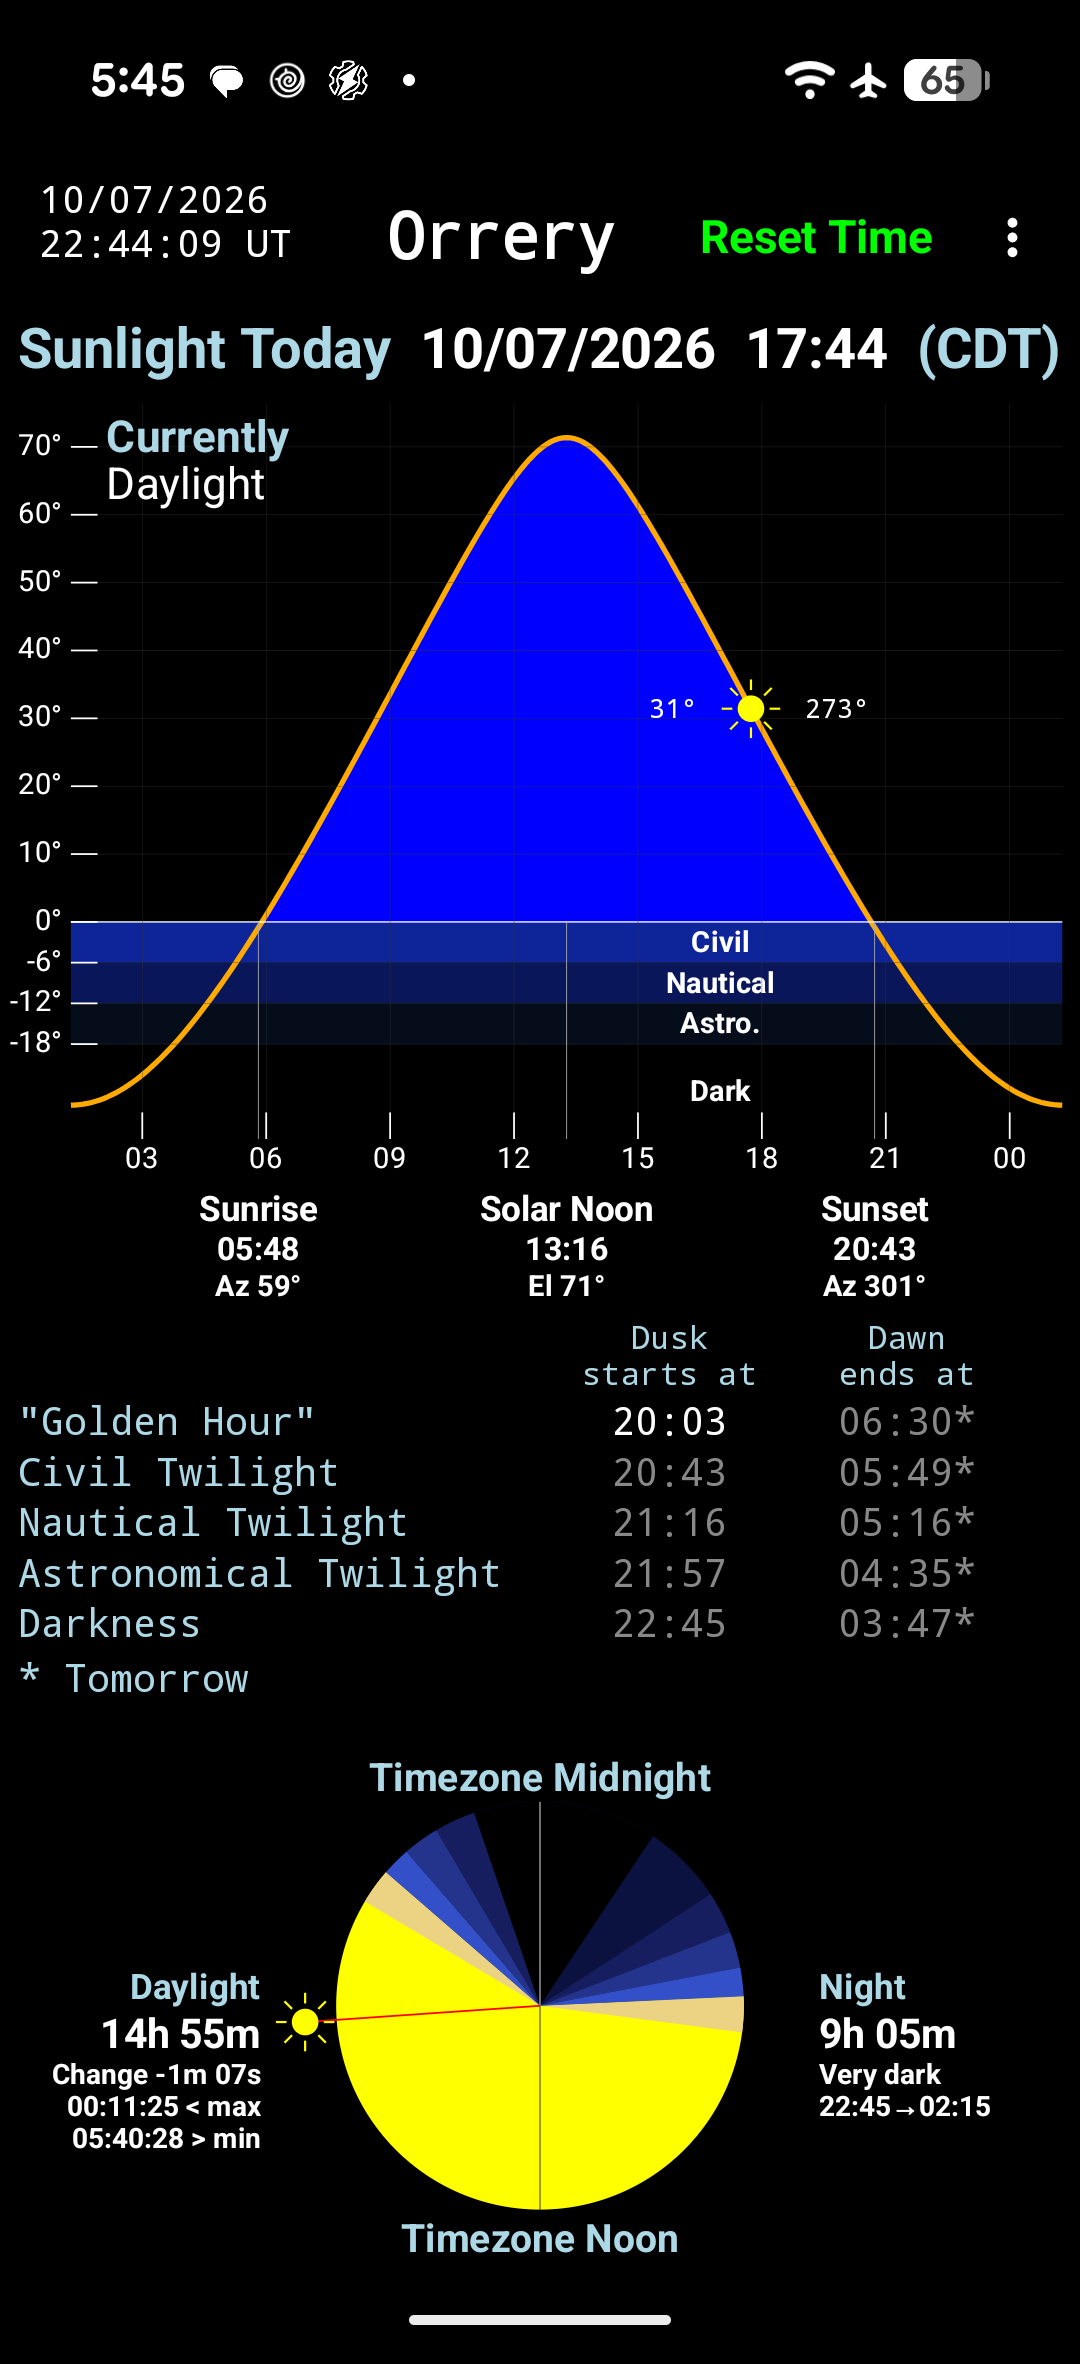 5:45
65
10/07/2026
22:44:09 UT
Orrery
Reset Time
Sunlight Today 10/07/2026 17:44 (CDT)
Currently
Daylight
70°
60°
50°
40°
30°
20°
10°
0°
-6°
-12°
-18°
31°
273°
Civil
Nautical
Astro.
Dark
03 06 09 12 15 18 21 00
Sunrise Solar Noon Sunset
05:48 13:16 20:43
Az 59° El 71° Az 301°
Dusk Dawn
starts at ends at
"Golden Hour" 20:03 06:30*
Civil Twilight 20:43 05:49*
Nautical Twilight 21:16 05:16*
Astronomical Twilight 21:57 04:35*
Darkness 22:45 03:47*
* Tomorrow
Timezone Midnight
Daylight
14h 55m
Change -1m 07s
00:11:25 < max
05:40:28 > min
Night
9h 05m
Very dark
22:45→02:15
Timezone Noon